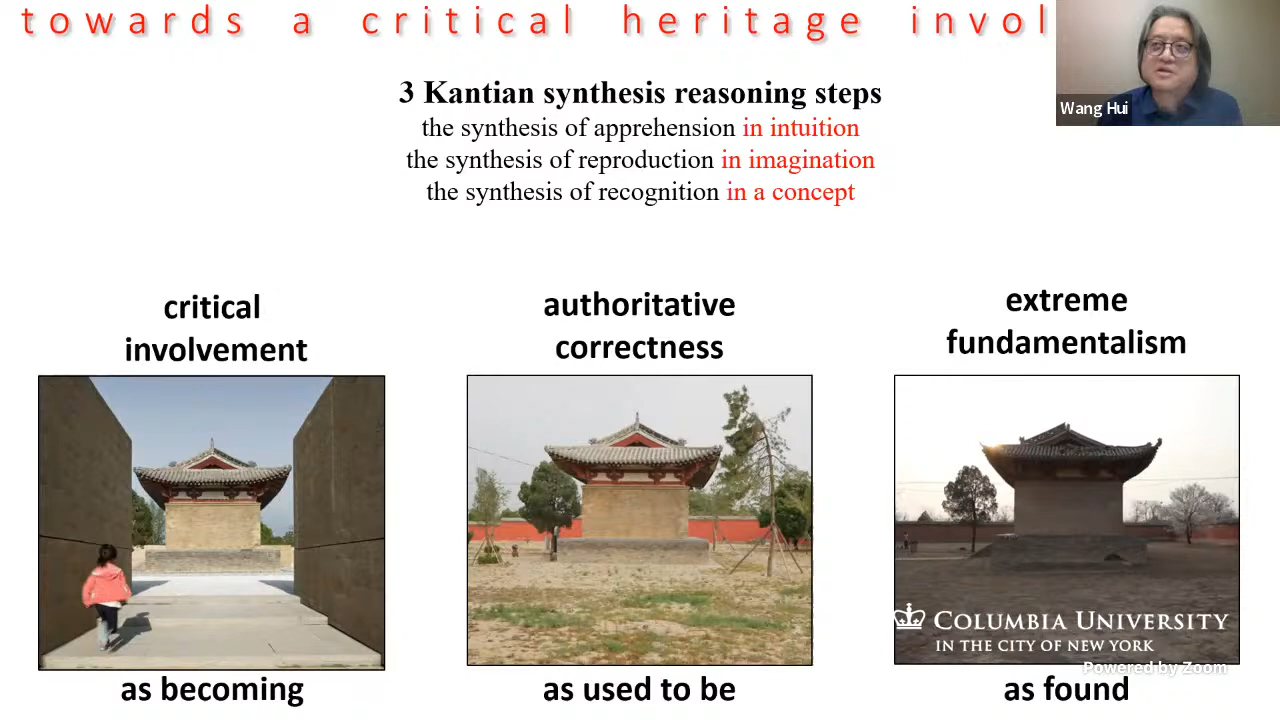 towards a critical heritage invol
Wang Hui
3 Kantian synthesis reasoning steps
the synthesis of apprehension in intuition
the synthesis of reproduction in imagination
the synthesis of recognition in a concept
critical
involvement
authoritative
correctness
extreme
fundamentalism
COLUMBIA UNIVERSITY
IN THE CITY OF NEW YORK
Powered by Zoom
as becoming
as used to be
as found